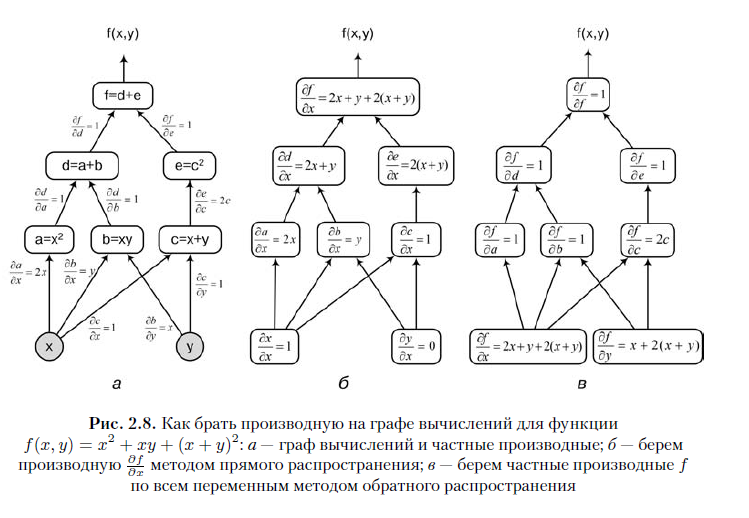 f(x,y) f(x,y) f(x,y)
f=d+e ∂f/∂x=2x+y+2(x+y) ∂f/∂f=1
∂f/∂d=1 ∂f/∂e=1
d=a+b e=c² ∂d/∂x=2x+y ∂e/∂x=2(x+y) ∂f/∂d=1 ∂f/∂e=1
∂d/∂a=1 ∂d/∂b=1 ∂e/∂c=2c
a=x² b=xy c=x+y ∂a/∂x=2x ∂b/∂x=y ∂c/∂x=1 ∂f/∂a=1 ∂f/∂b=1 ∂f/∂c=2c
∂a/∂x=2x ∂b/∂x=y ∂c/∂y=1
∂c/∂x=1 ∂b/∂y=x
x y ∂x/∂x=1 ∂y/∂x=0 ∂f/∂x=2x+y+2(x+y) ∂f/∂y=x+2(x+y)
а б в
Рис. 2.8. Как брать производную на графе вычислений для функции
f(x, y) = x² + xy + (x + y)²: а — граф вычислений и частные производные; б — берем
производную ∂f/∂x методом прямого распространения; в — берем частные производные f
по всем переменным методом обратного распространения